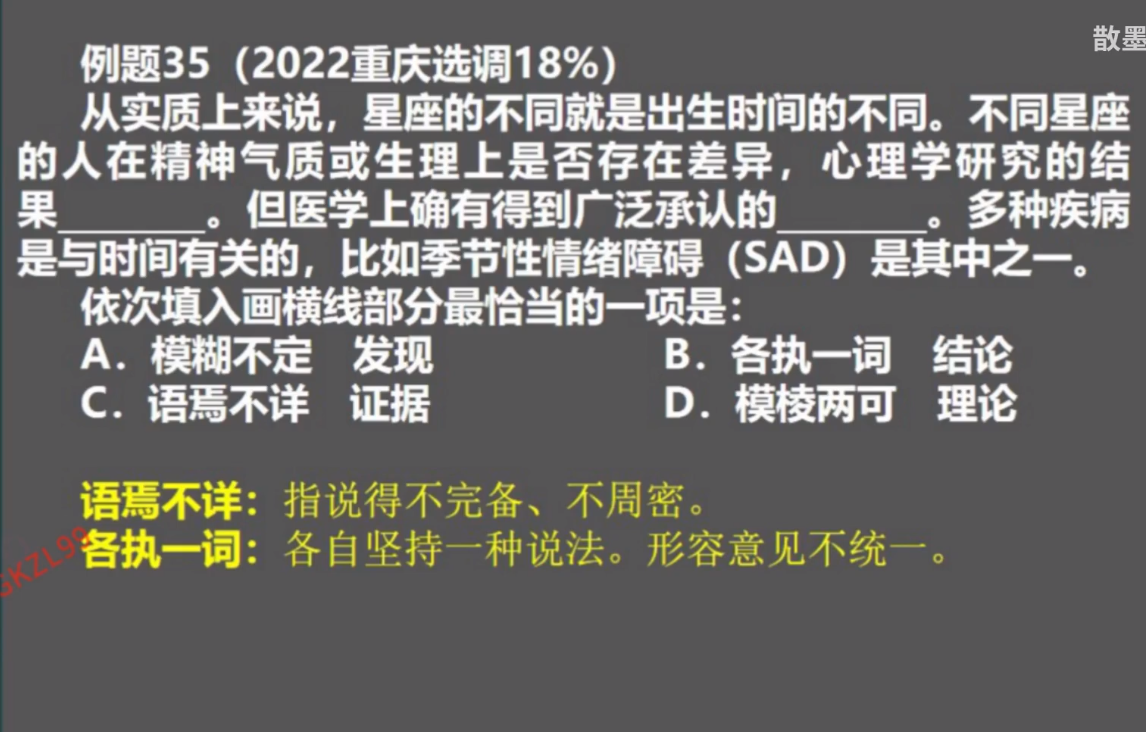 散墨
例题35（2022重庆选调18%）
从实质上来说，星座的不同就是出生时间的不同。不同星座
的人在精神气质或生理上是否存在差异，心理学研究的结
果________。但医学上确有得到广泛承认的________。多种疾病
是与时间有关的，比如季节性情绪障碍（SAD）是其中之一。
依次填入画横线部分最恰当的一项是：
A．模糊不定　发现　B．各执一词　结论
C．语焉不详　证据　D．模棱两可　理论
语焉不详：指说得不完备、不周密。
各执一词：各自坚持一种说法。形容意见不统一。
GKZL99